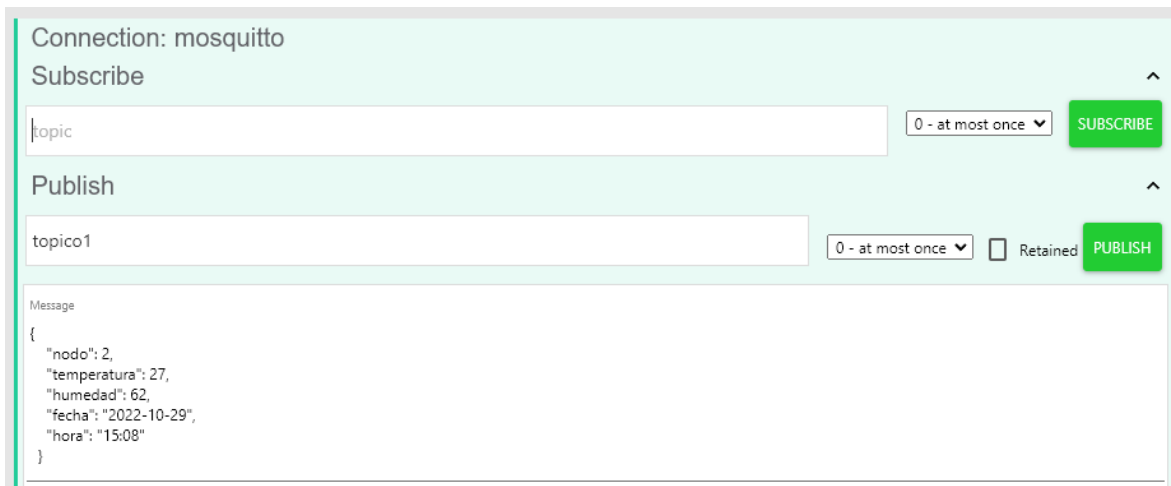 Connection: mosquitto
Subscribe
topic
0 - at most once
SUBSCRIBE
Publish
topico1
0 - at most once
Retained
PUBLISH
Message
{
"nodo": 2,
"temperatura": 27,
"humedad": 62,
"fecha": "2022-10-29",
"hora": "15:08"
}